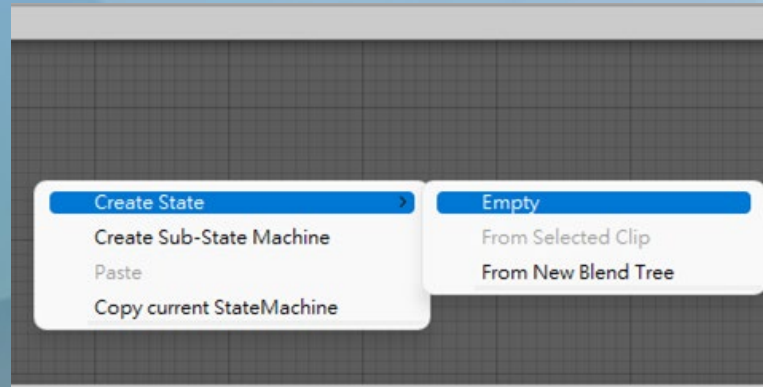 Create State
Create Sub-State Machine
Paste
Copy current StateMachine
Empty
From Selected Clip
From New Blend Tree